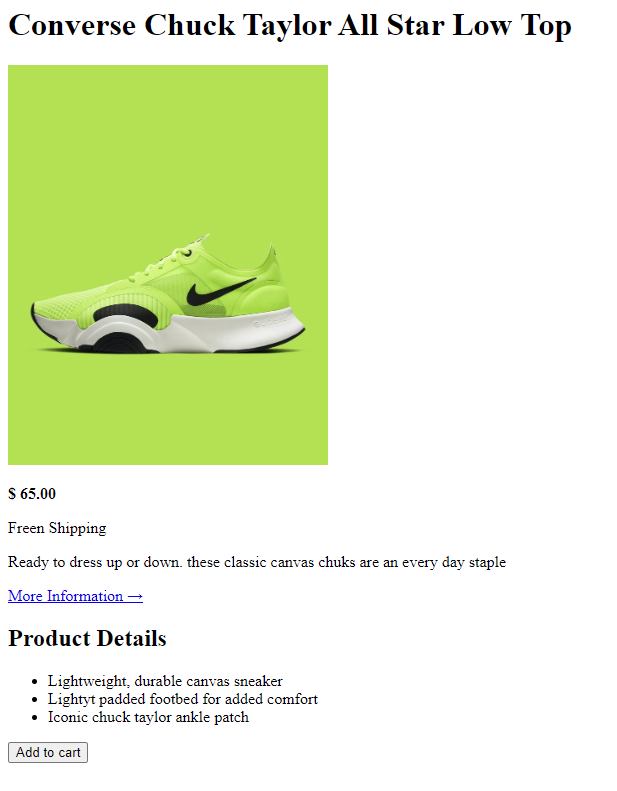 Converse Chuck Taylor All Star Low Top
$ 65.00
Freen Shipping
Ready to dress up or down. these classic canvas chuks are an every day staple
More Information →
Product Details
• Lightweight, durable canvas sneaker
• Lightyt padded footbed for added comfort
• Iconic chuck taylor ankle patch
Add to cart